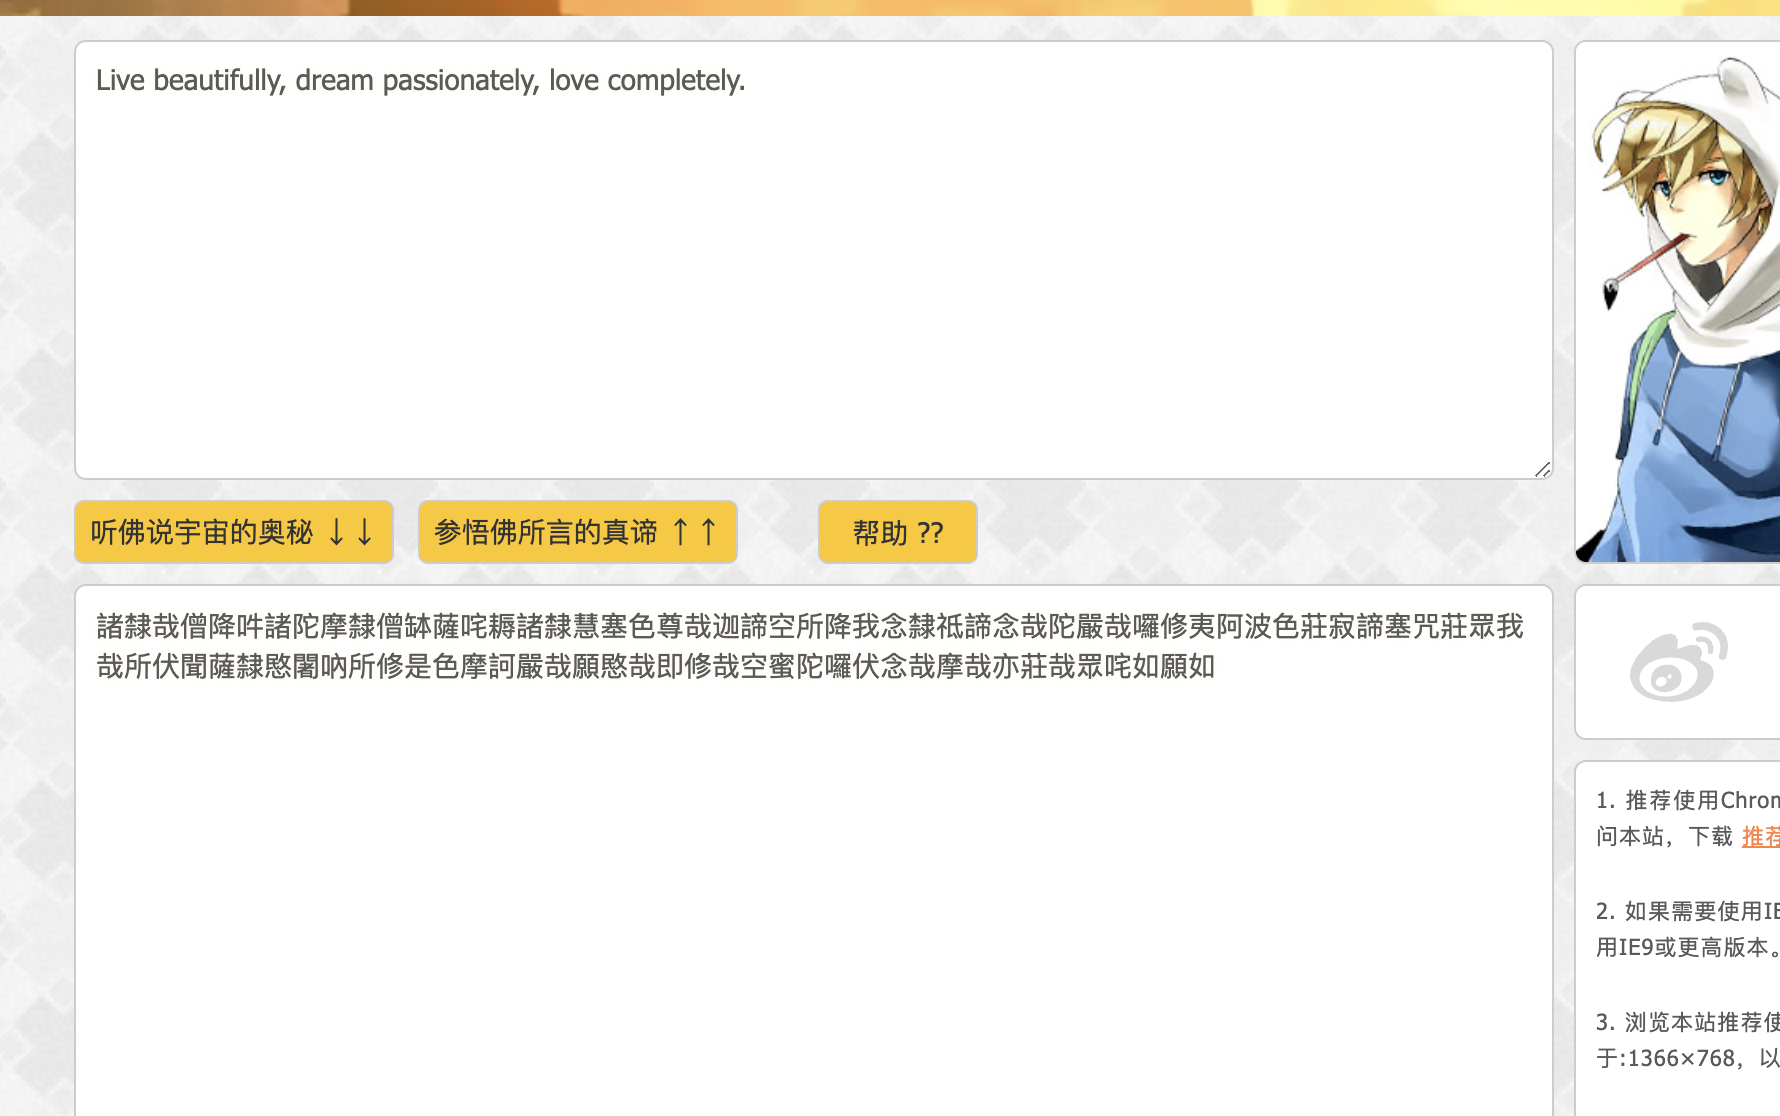 Live beautifully, dream passionately, love completely.
听佛说宇宙的奥秘 ↓↓
参悟佛所言的真谛 ↑↑
帮助 ??
諸隸哉僧降吽諸陀摩隸僧缽薩咤耨諸隸慧塞色尊哉迦諦空所降我念隸祗諦念哉陀嚴哉囉修夷阿波色莊寂諦塞咒莊眾我
哉所伏聞薩隸愍闍吶所修是色摩訶嚴哉願愍哉即修哉空蜜陀囉伏念哉摩哉亦莊哉眾咤如願如
1. 推荐使用Chrom
问本站，下载 推荐
2. 如果需要使用IE
用IE9或更高版本。
3. 浏览本站推荐使
于:1366×768，以